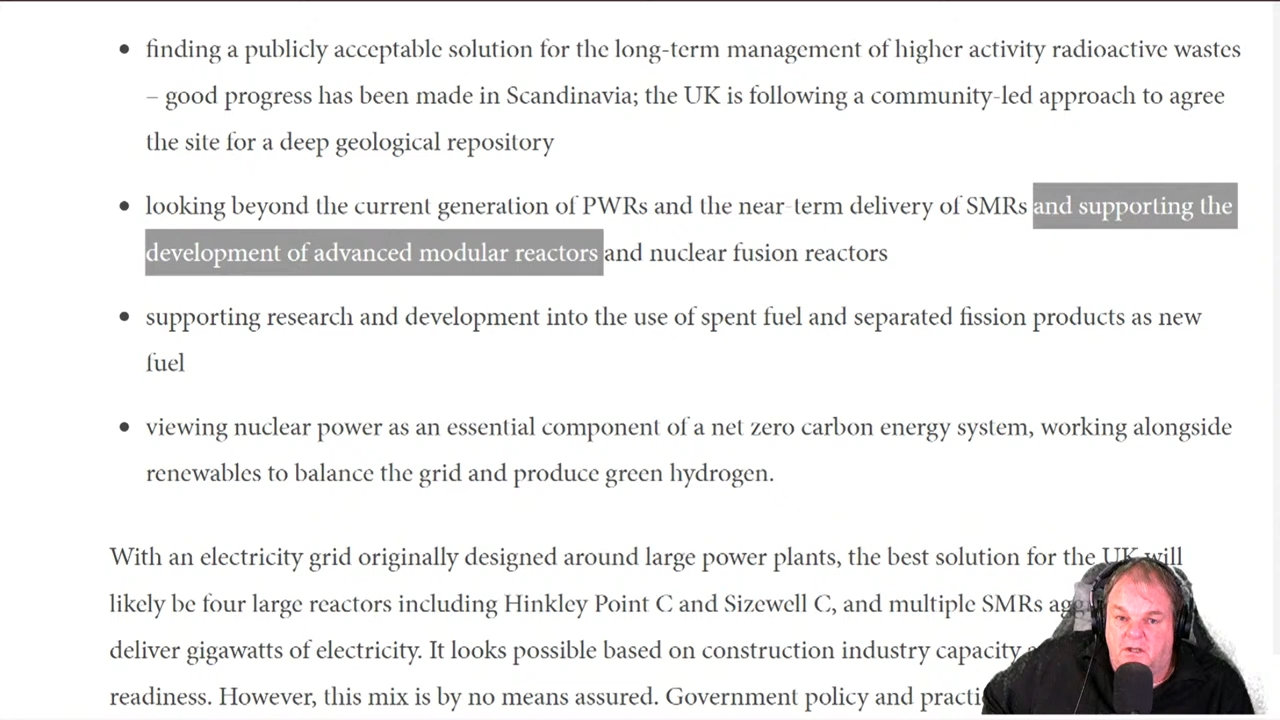 • finding a publicly acceptable solution for the long-term management of higher activity radioactive wastes
– good progress has been made in Scandinavia; the UK is following a community-led approach to agree
the site for a deep geological repository
• looking beyond the current generation of PWRs and the near-term delivery of SMRs and supporting the
development of advanced modular reactors and nuclear fusion reactors
• supporting research and development into the use of spent fuel and separated fission products as new
fuel
• viewing nuclear power as an essential component of a net zero carbon energy system, working alongside
renewables to balance the grid and produce green hydrogen.
With an electricity grid originally designed around large power plants, the best solution for the UK will
likely be four large reactors including Hinkley Point C and Sizewell C, and multiple SMRs
deliver gigawatts of electricity. It looks possible based on construction industry capacity
readiness. However, this mix is by no means assured. Government policy and